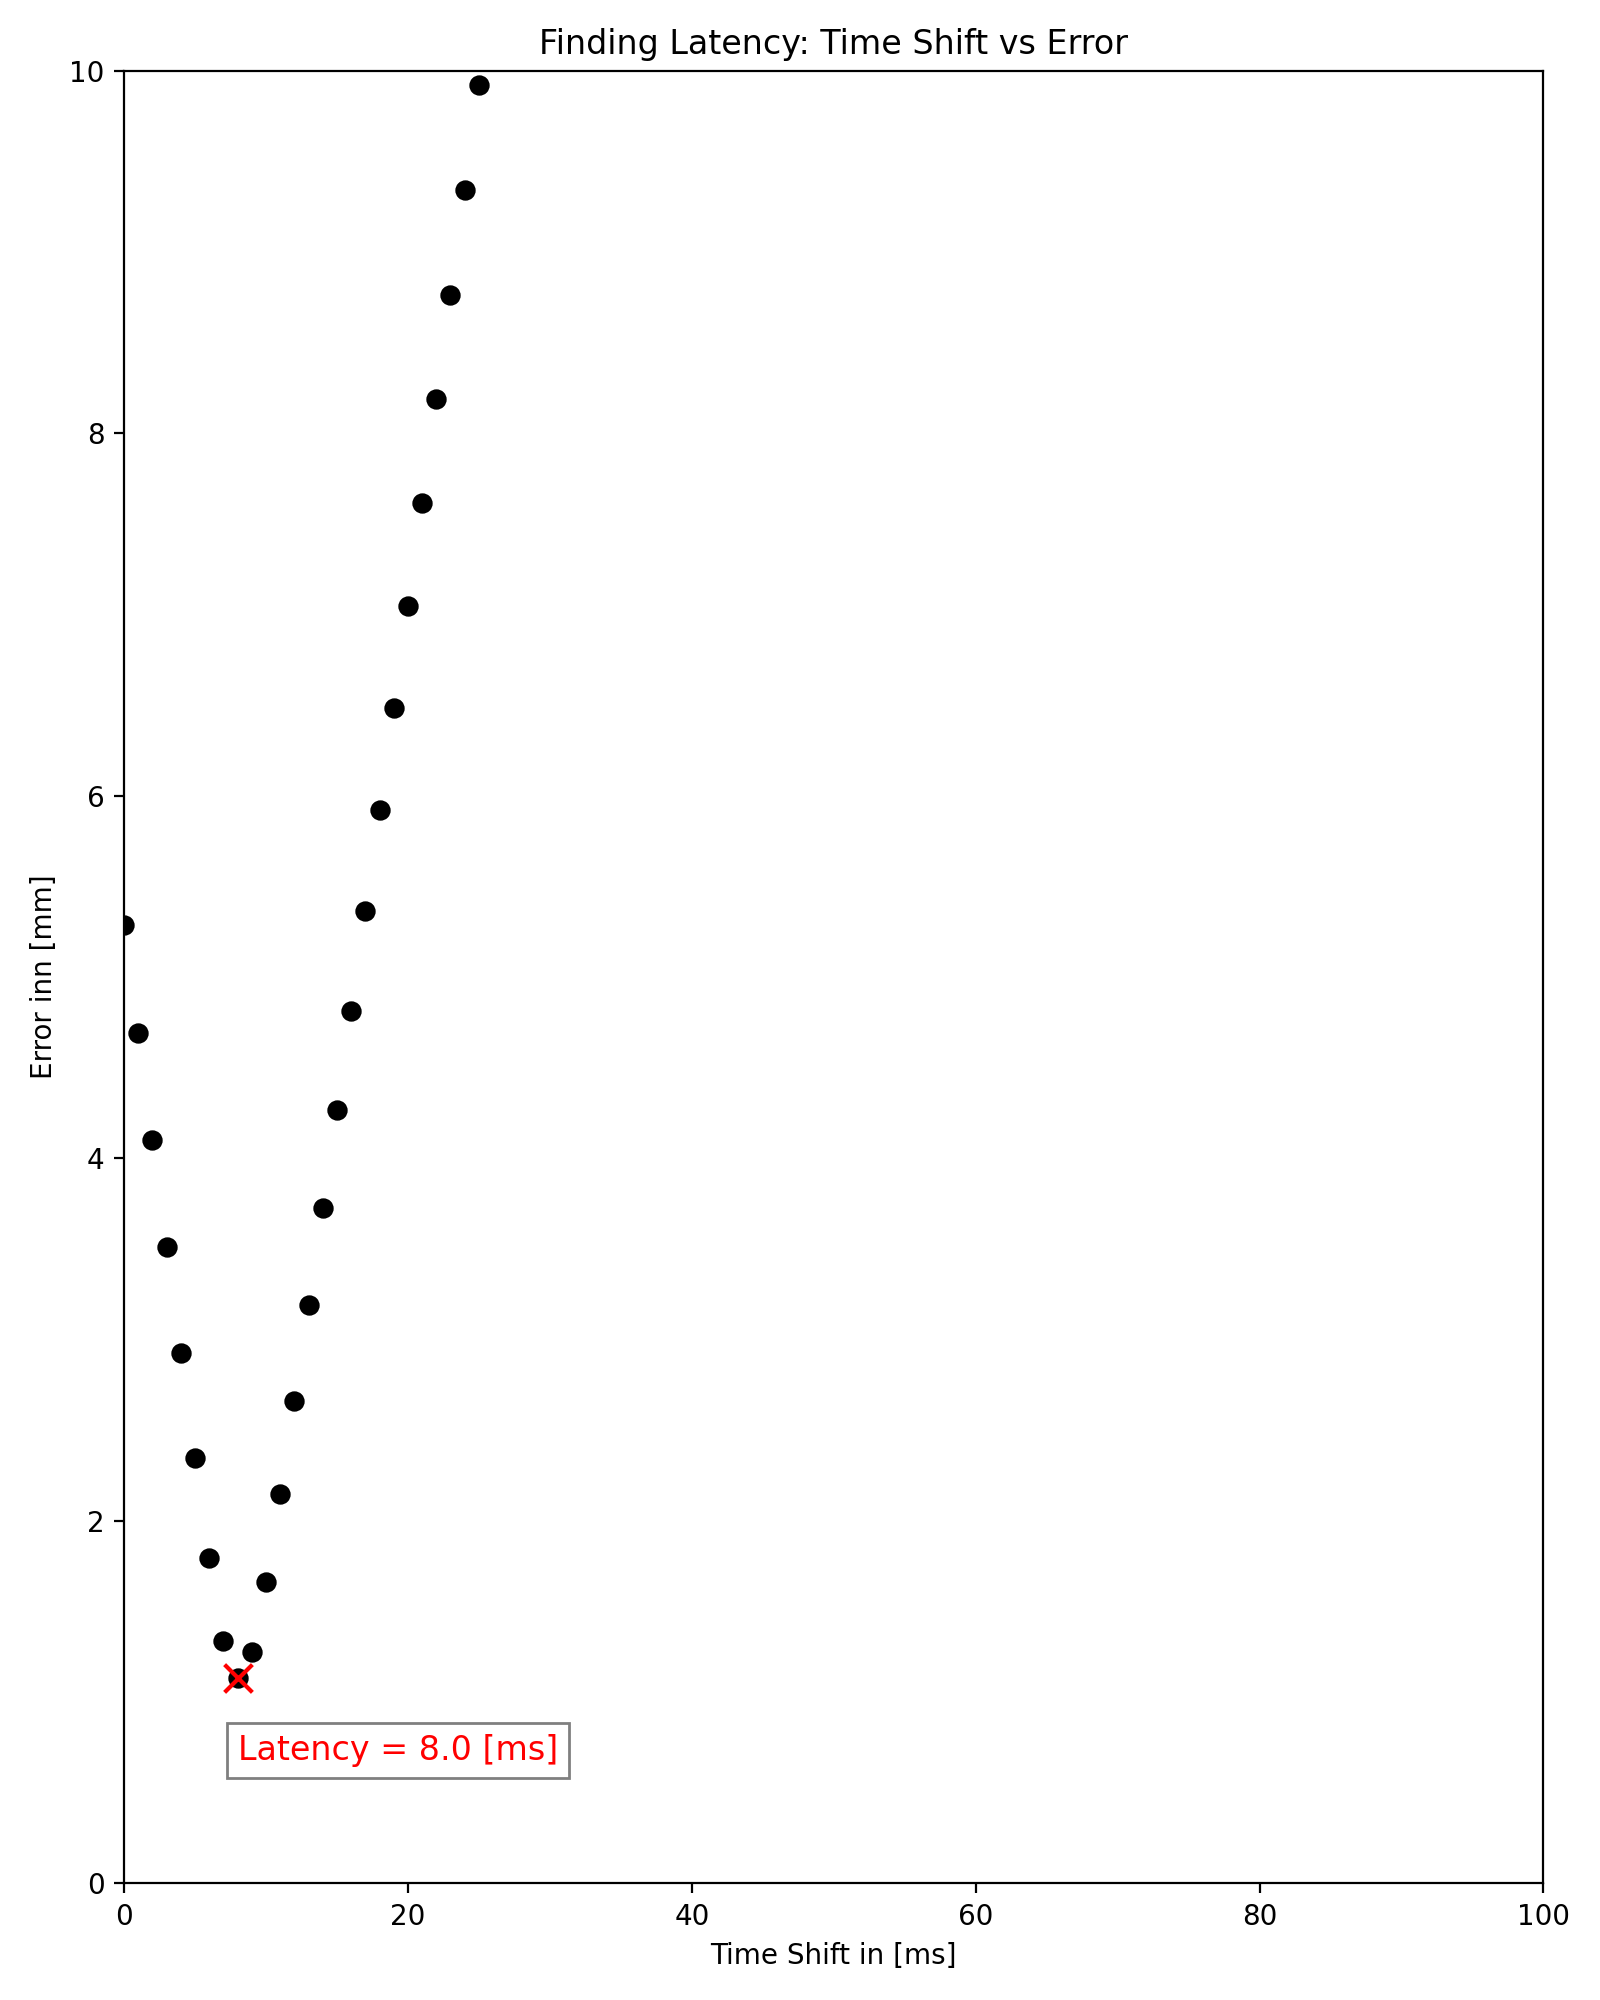 Finding Latency: Time Shift vs Error
10
8
6
4
2
0
Error inn [mm]
Latency = 8.0 [ms]
0 20 40 60 80 100
Time Shift in [ms]